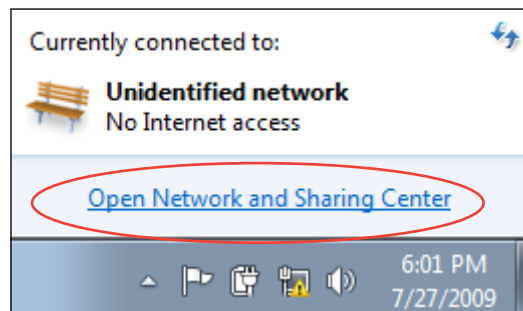 Currently connected to:
Unidentified network
No Internet access
Open Network and Sharing Center
6:01 PM
7/27/2009